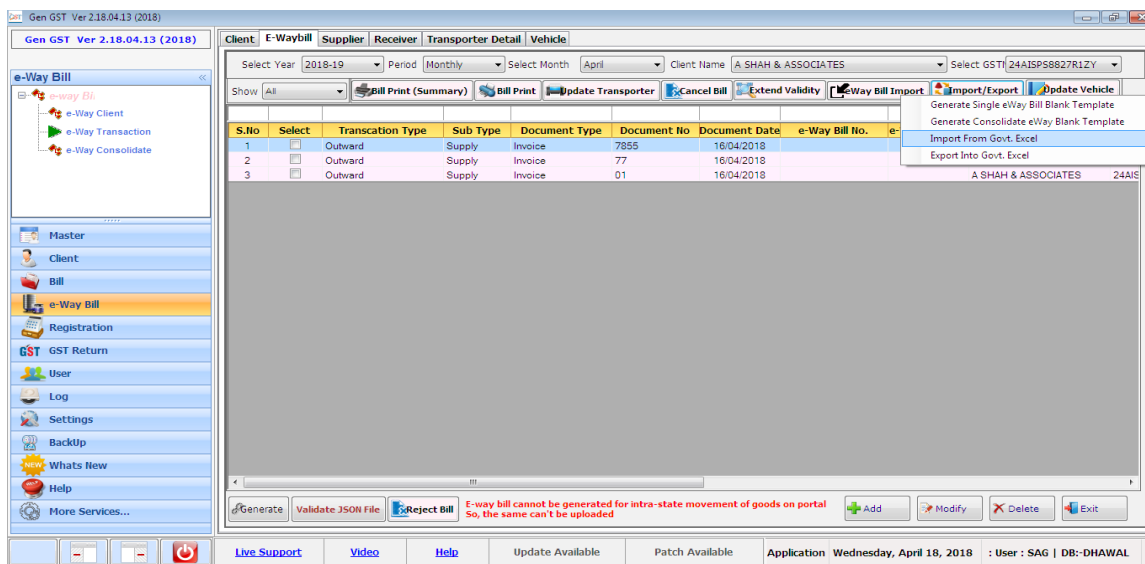 GST Gen GST Ver 2.18.04.13 (2018)
Gen GST Ver 2.18.04.13 (2018)
Client E-Waybill Supplier Receiver Transporter Detail Vehicle
Select Year 2018-19 Period Monthly Select Month April Client Name A SHAH & ASSOCIATES Select GSTI 24AISPS8827R1ZY
e-Way Bill
Show All Bill Print (Summary) Bill Print Update Transporter Cancel Bill Extend Validity eWay Bill Import Import/Export Update Vehicle
e-way Bi
e-Way Client
e-Way Transaction
e-Way Consolidate
Generate Single eWay Bill Blank Template
Generate Consolidate eWay Blank Template
Import From Govt. Excel
Export Into Govt. Excel
S.No Select Transcation Type Sub Type Document Type Document No Document Date e-Way Bill No. e-
1 Outward Supply Invoice 7855 16/04/2018
2 Outward Supply Invoice 77 16/04/2018
3 Outward Supply Invoice 01 16/04/2018 A SHAH & ASSOCIATES 24AIS
Master
Client
Bill
e-Way Bill
Registration
GST GST Return
User
Log
Settings
BackUp
NEW Whats New
Help
More Services...
Generate Validate JSON File Reject Bill E-way bill cannot be generated for intra-state movement of goods on portal
So, the same can't be uploaded
Add Modify Delete Exit
Live Support Video Help Update Available Patch Available Application Wednesday, April 18, 2018 : User : SAG | DB:-DHAWAL